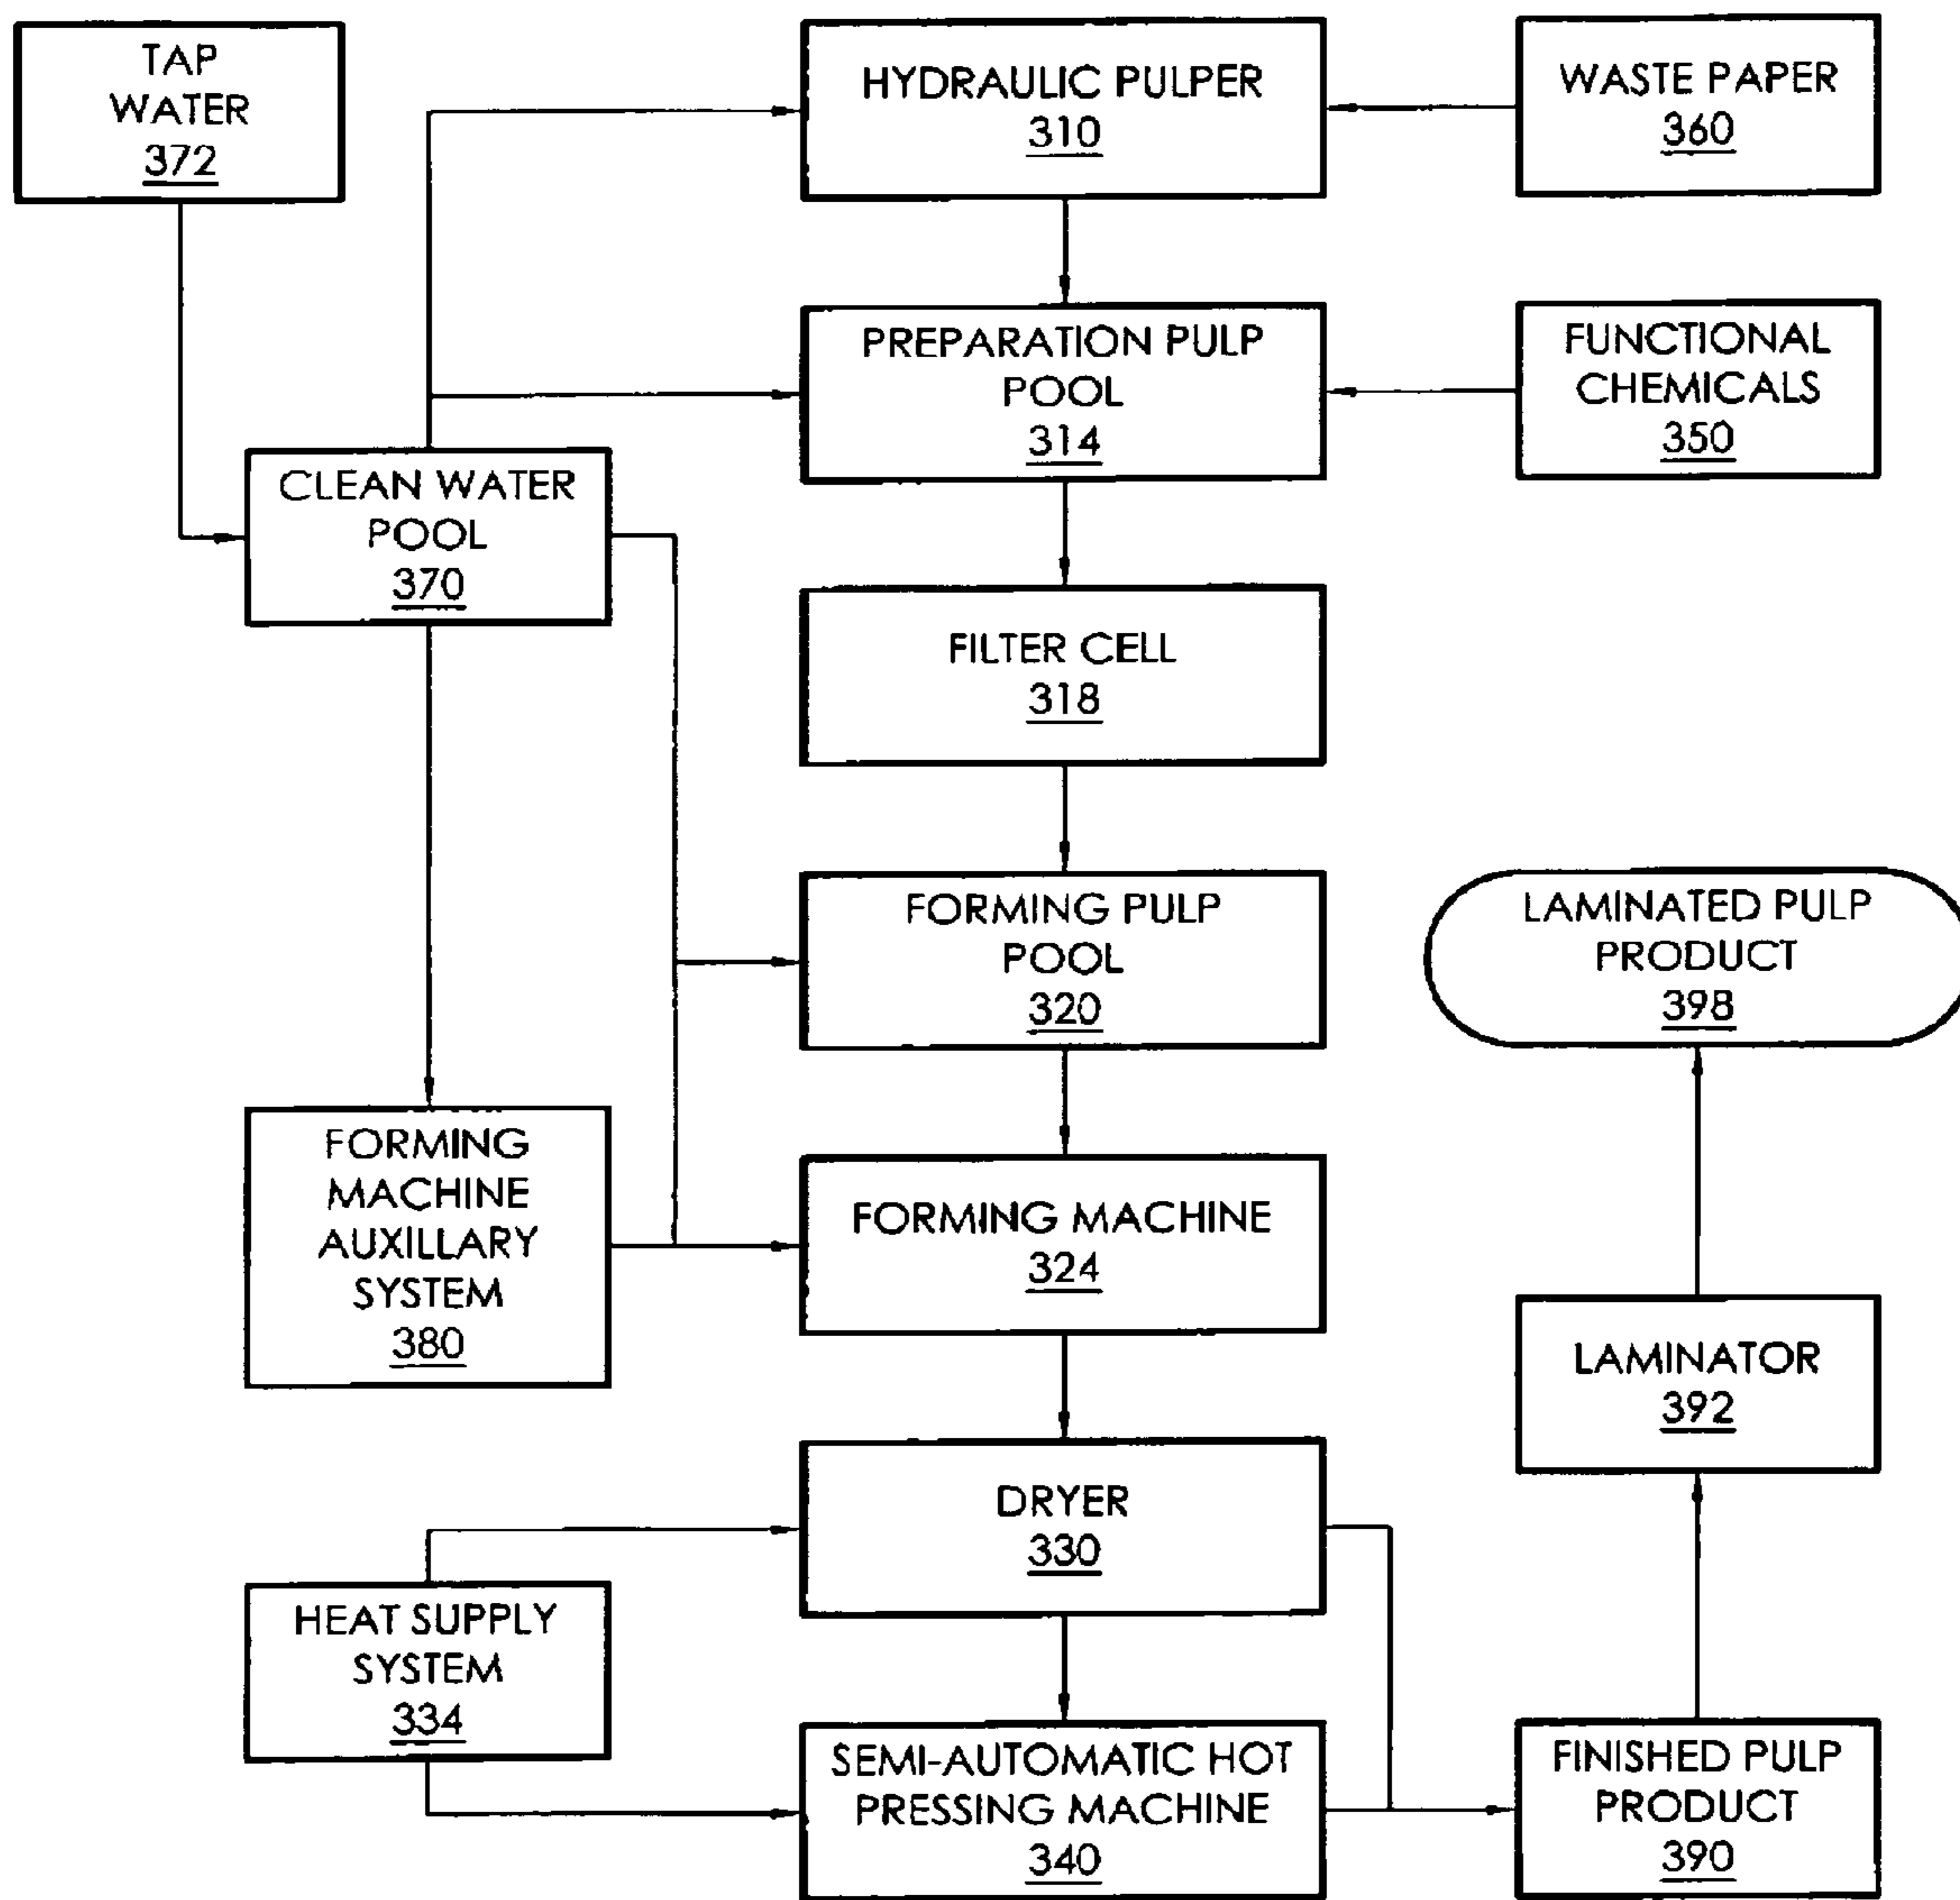 TAP
WATER
372
HYDRAULIC PULPER
310
WASTE PAPER
360
PREPARATION PULP
POOL
314
FUNCTIONAL
CHEMICALS
350
CLEAN WATER
POOL
370
FILTER CELL
318
FORMING PULP
POOL
320
LAMINATED PULP
PRODUCT
398
FORMING
MACHINE
AUXILLARY
SYSTEM
380
FORMING MACHINE
324
LAMINATOR
392
DRYER
330
HEAT SUPPLY
SYSTEM
334
SEMI-AUTOMATIC HOT
PRESSING MACHINE
340
FINISHED PULP
PRODUCT
390